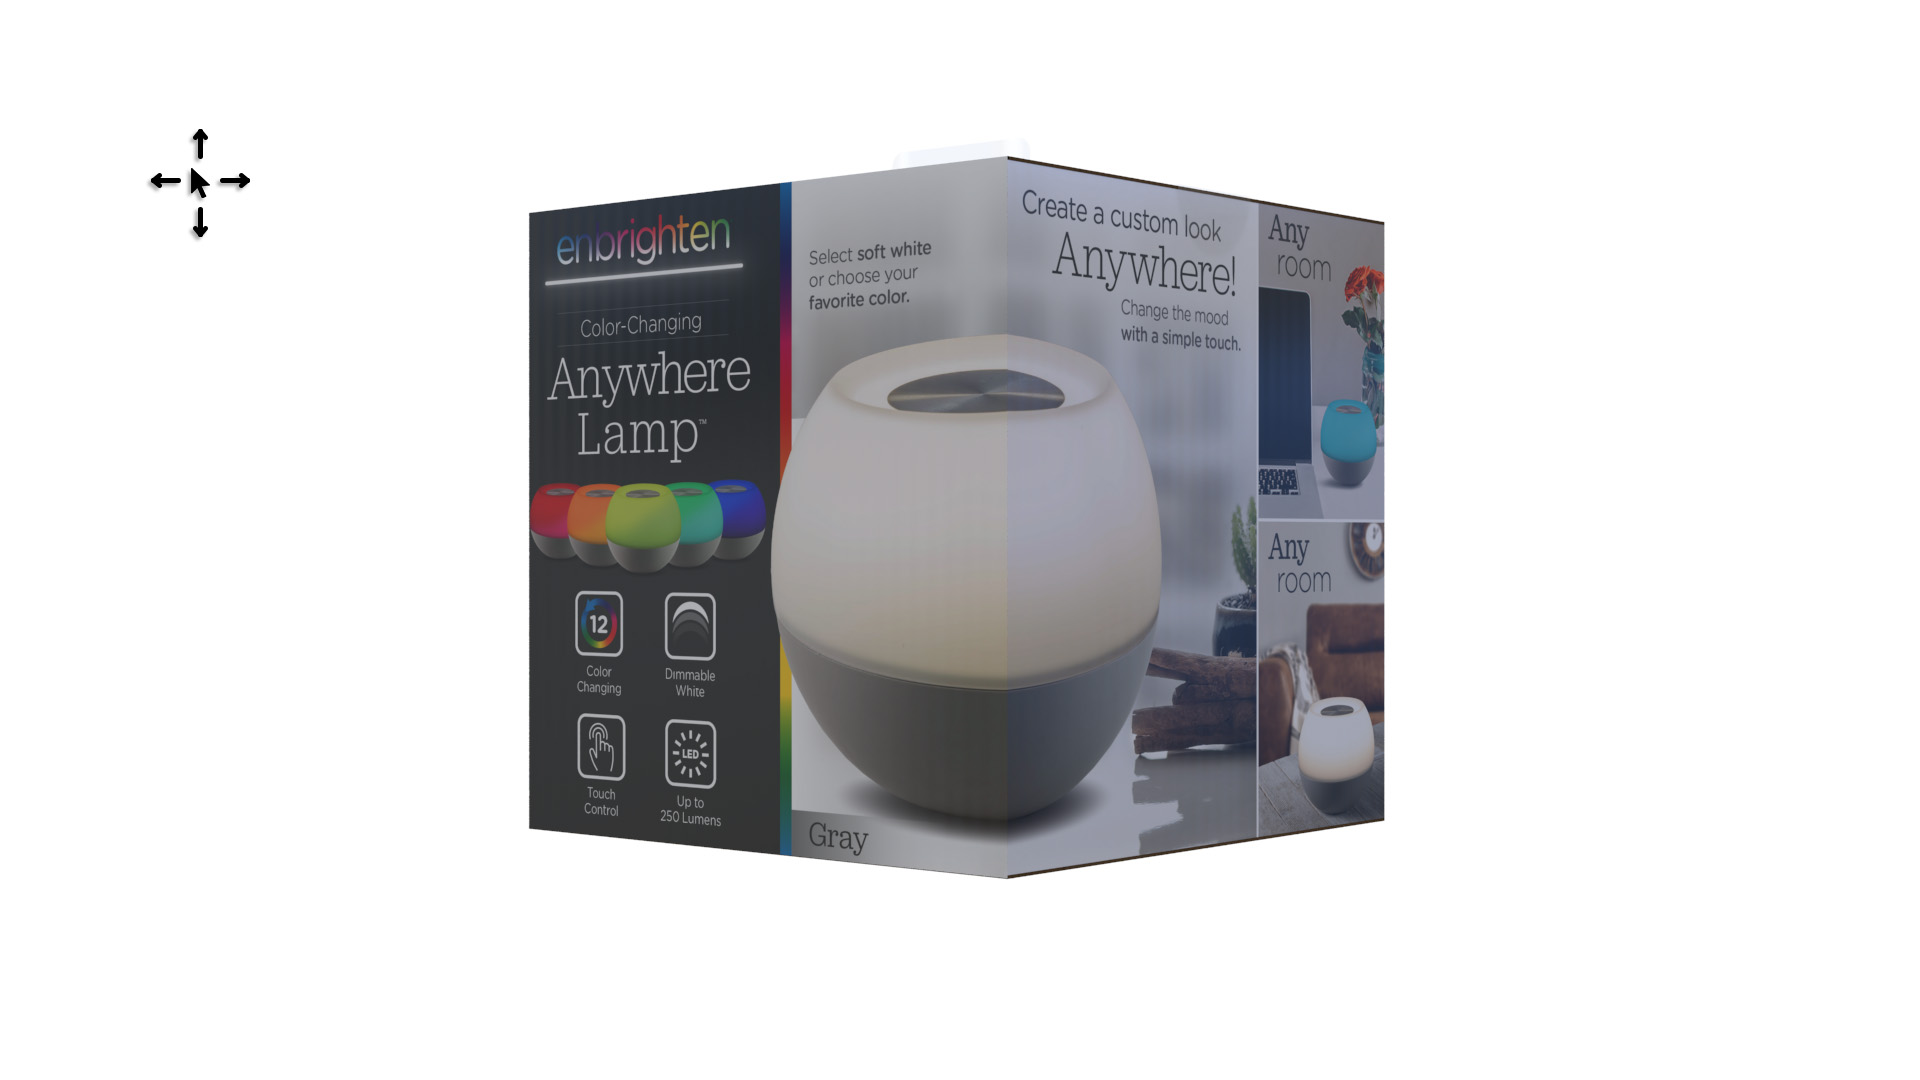 enbrighten
Color-Changing
Anywhere
Lamp™
12
Color
Changing
Dimmable
White
Touch
Control
LED
Up to
250 Lumens
Select soft white
or choose your
favorite color.
Gray
Create a custom look
Anywhere!
Change the mood
with a simple touch.
Any
room
Any
room